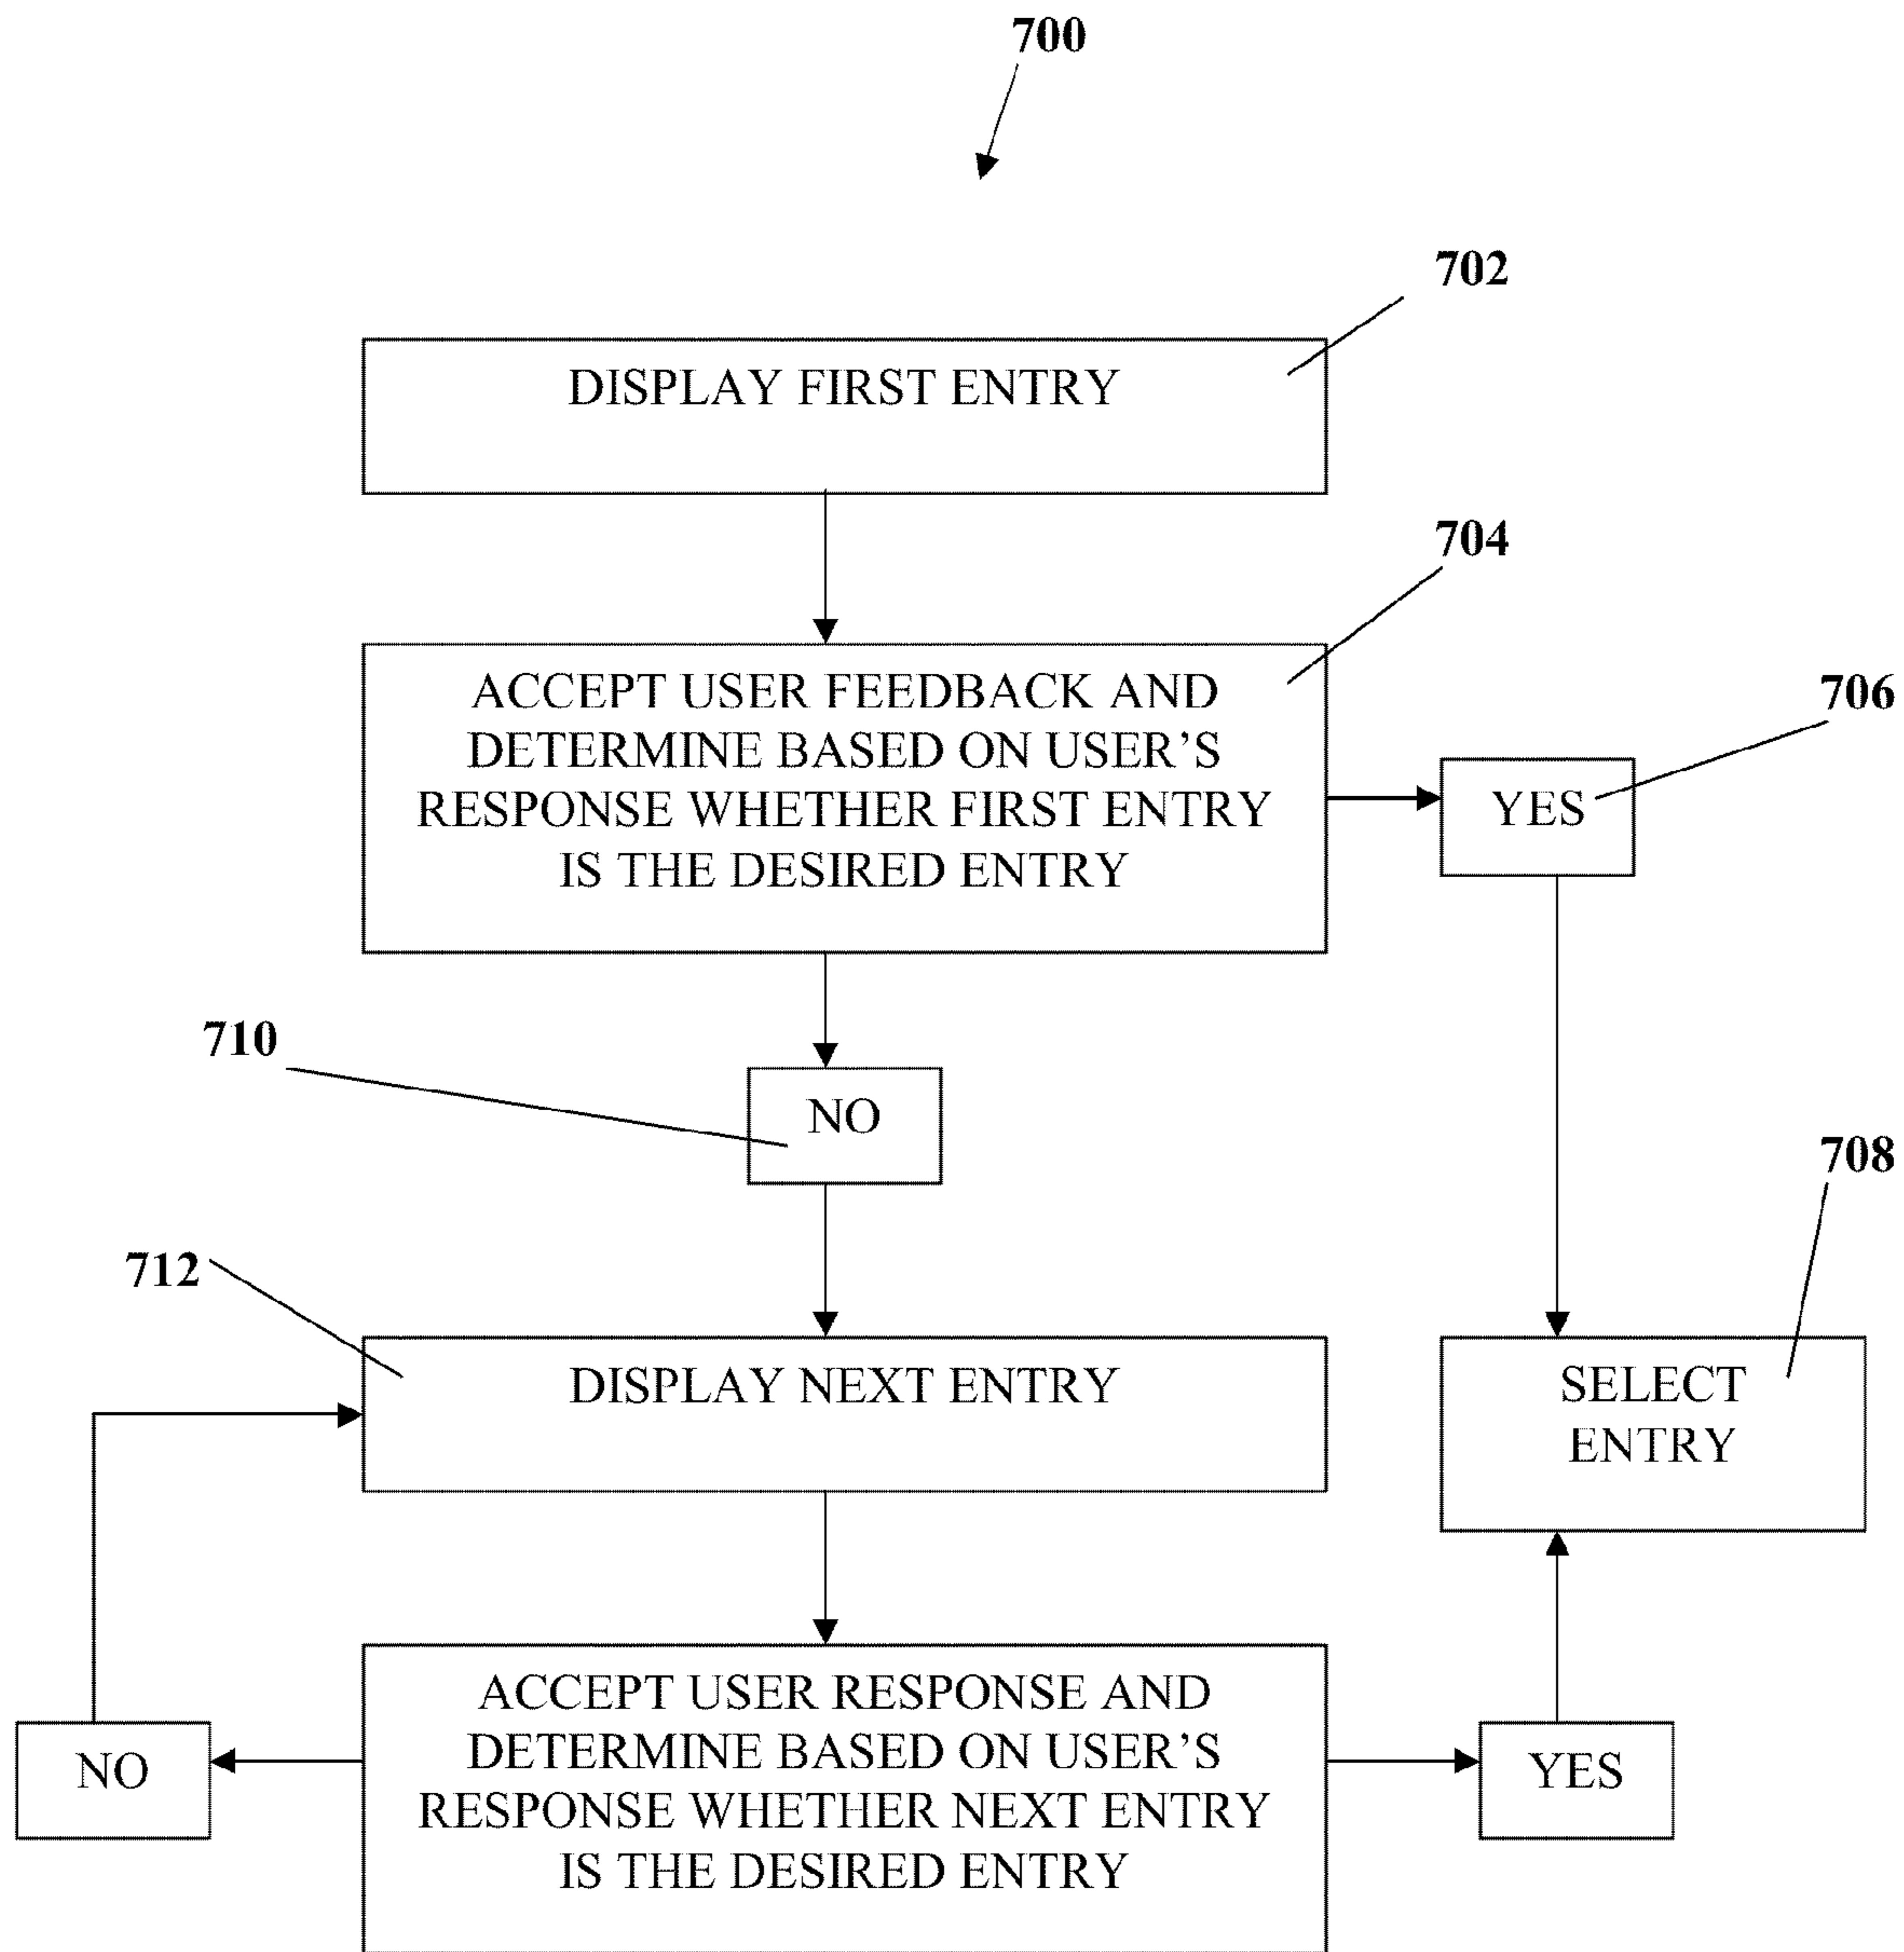 700
702
DISPLAY FIRST ENTRY
704
ACCEPT USER FEEDBACK AND
DETERMINE BASED ON USER’S
RESPONSE WHETHER FIRST ENTRY
IS THE DESIRED ENTRY
706
YES
710
NO
708
712
DISPLAY NEXT ENTRY
SELECT
ENTRY
ACCEPT USER RESPONSE AND
DETERMINE BASED ON USER’S
RESPONSE WHETHER NEXT ENTRY
IS THE DESIRED ENTRY
NO
YES